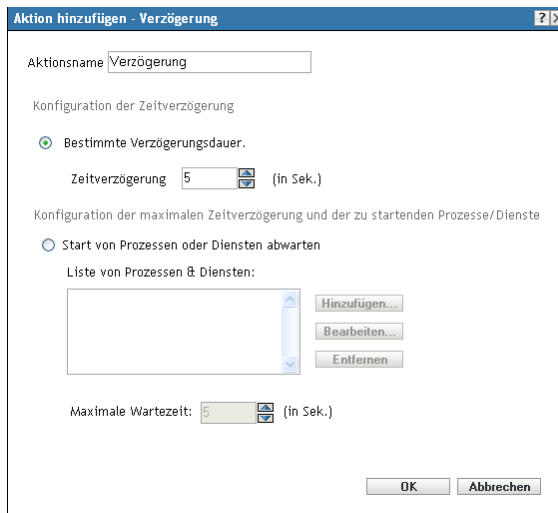 Aktion hinzufügen - Verzögerung
Aktionsname Verzögerung
Konfiguration der Zeitverzögerung
Bestimmte Verzögerungsdauer.
Zeitverzögerung 5 (in Sek.)
Konfiguration der maximalen Zeitverzögerung und der zu startenden Prozesse/Dienste
Start von Prozessen oder Diensten abwarten
Liste von Prozessen & Diensten:
Hinzufügen...
Bearbeiten...
Entfernen
Maximale Wartezeit: 5 (in Sek.)
OK Abbrechen